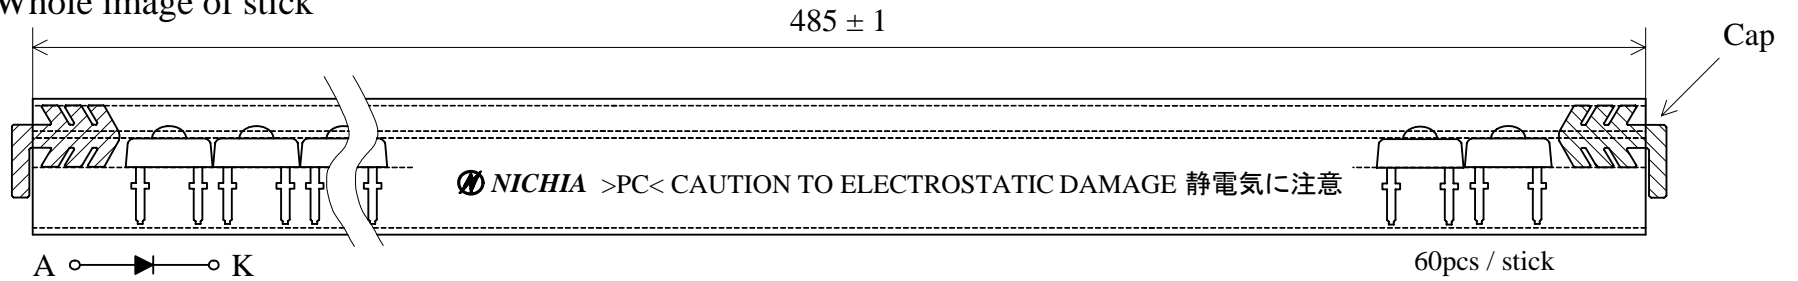 Whole image of stick
485 ± 1
Cap
NICHIA >PC< CAUTION TO ELECTROSTATIC DAMAGE 静電気に注意
A K
60pcs / stick